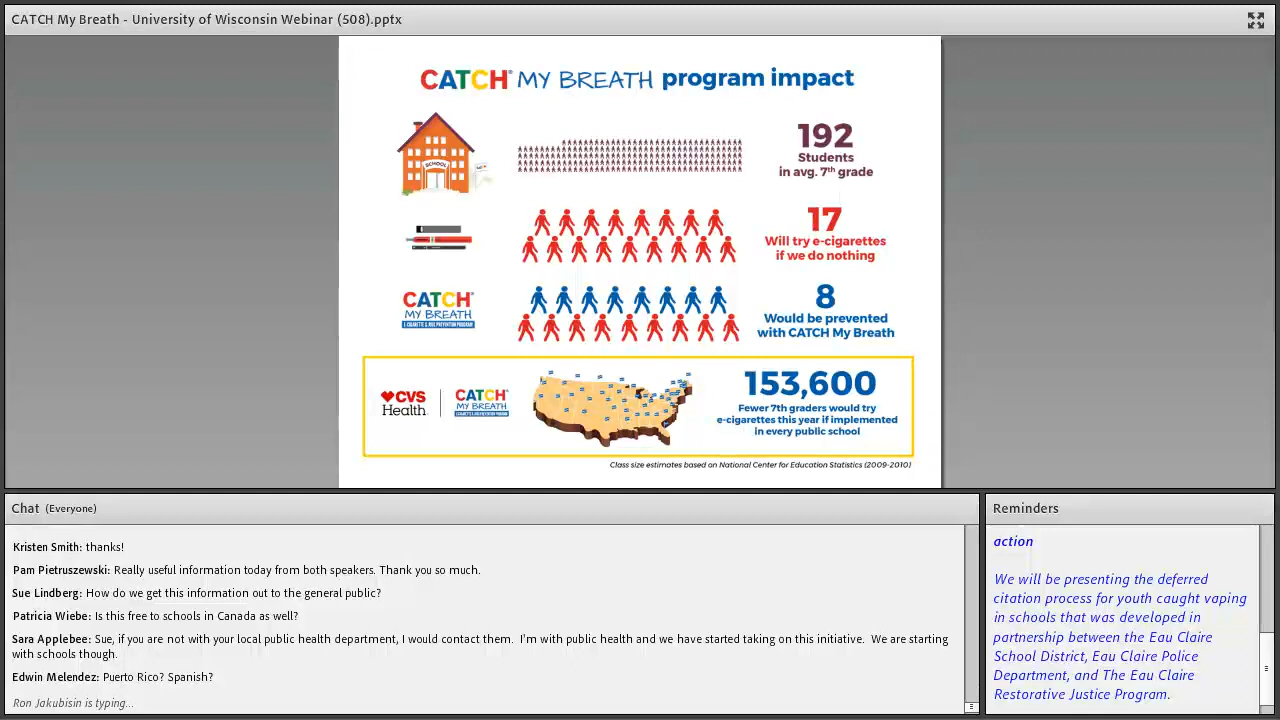 CATCH My Breath - University of Wisconsin Webinar (508).pptx
CATCH® MY BREATH program impact
SCHOOL
192
Students
in avg. 7th grade
17
Will try e-cigarettes
if we do nothing
CATCH®
MY BREATH
8
Would be prevented
with CATCH My Breath
CVS
Health
CATCH®
MY BREATH
153,600
Fewer 7th graders would try
e-cigarettes this year if implemented
in every public school
Class size estimates based on National Center for Education Statistics (2009-2010)
Chat (Everyone)
Kristen Smith: thanks!
Pam Pietruszewski: Really useful information today from both speakers. Thank you so much.
Sue Lindberg: How do we get this information out to the general public?
Patricia Wiebe: Is this free to schools in Canada as well?
Sara Applebee: Sue, if you are not with your local public health department, I would contact them. I'm with public health and we have started taking on this initiative. We are starting
with schools though.
Edwin Melendez: Puerto Rico? Spanish?
Ron Jakubisin is typing...
Reminders
action
We will be presenting the deferred
citation process for youth caught vaping
in schools that was developed in
partnership between the Eau Claire
School District, Eau Claire Police
Department, and The Eau Claire
Restorative Justice Program.